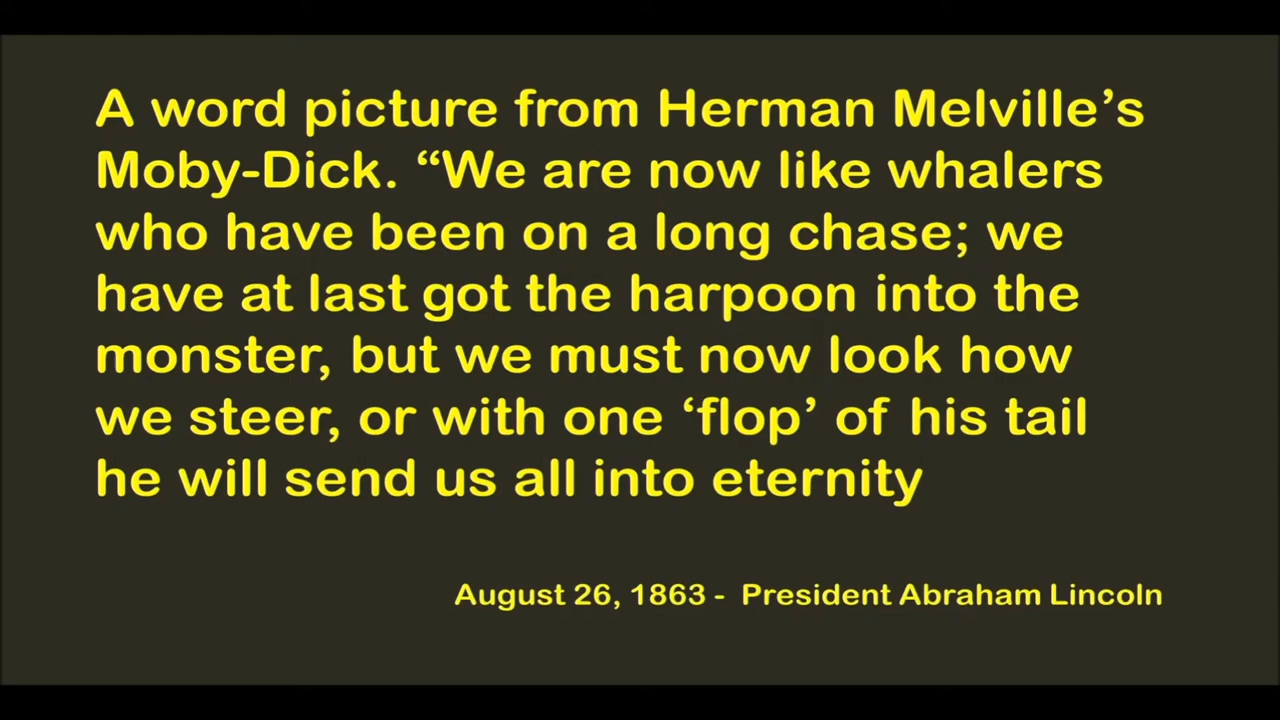 A word picture from Herman Melville’s
Moby-Dick. “We are now like whalers
who have been on a long chase; we
have at last got the harpoon into the
monster, but we must now look how
we steer, or with one ‘flop’ of his tail
he will send us all into eternity
August 26, 1863 - President Abraham Lincoln